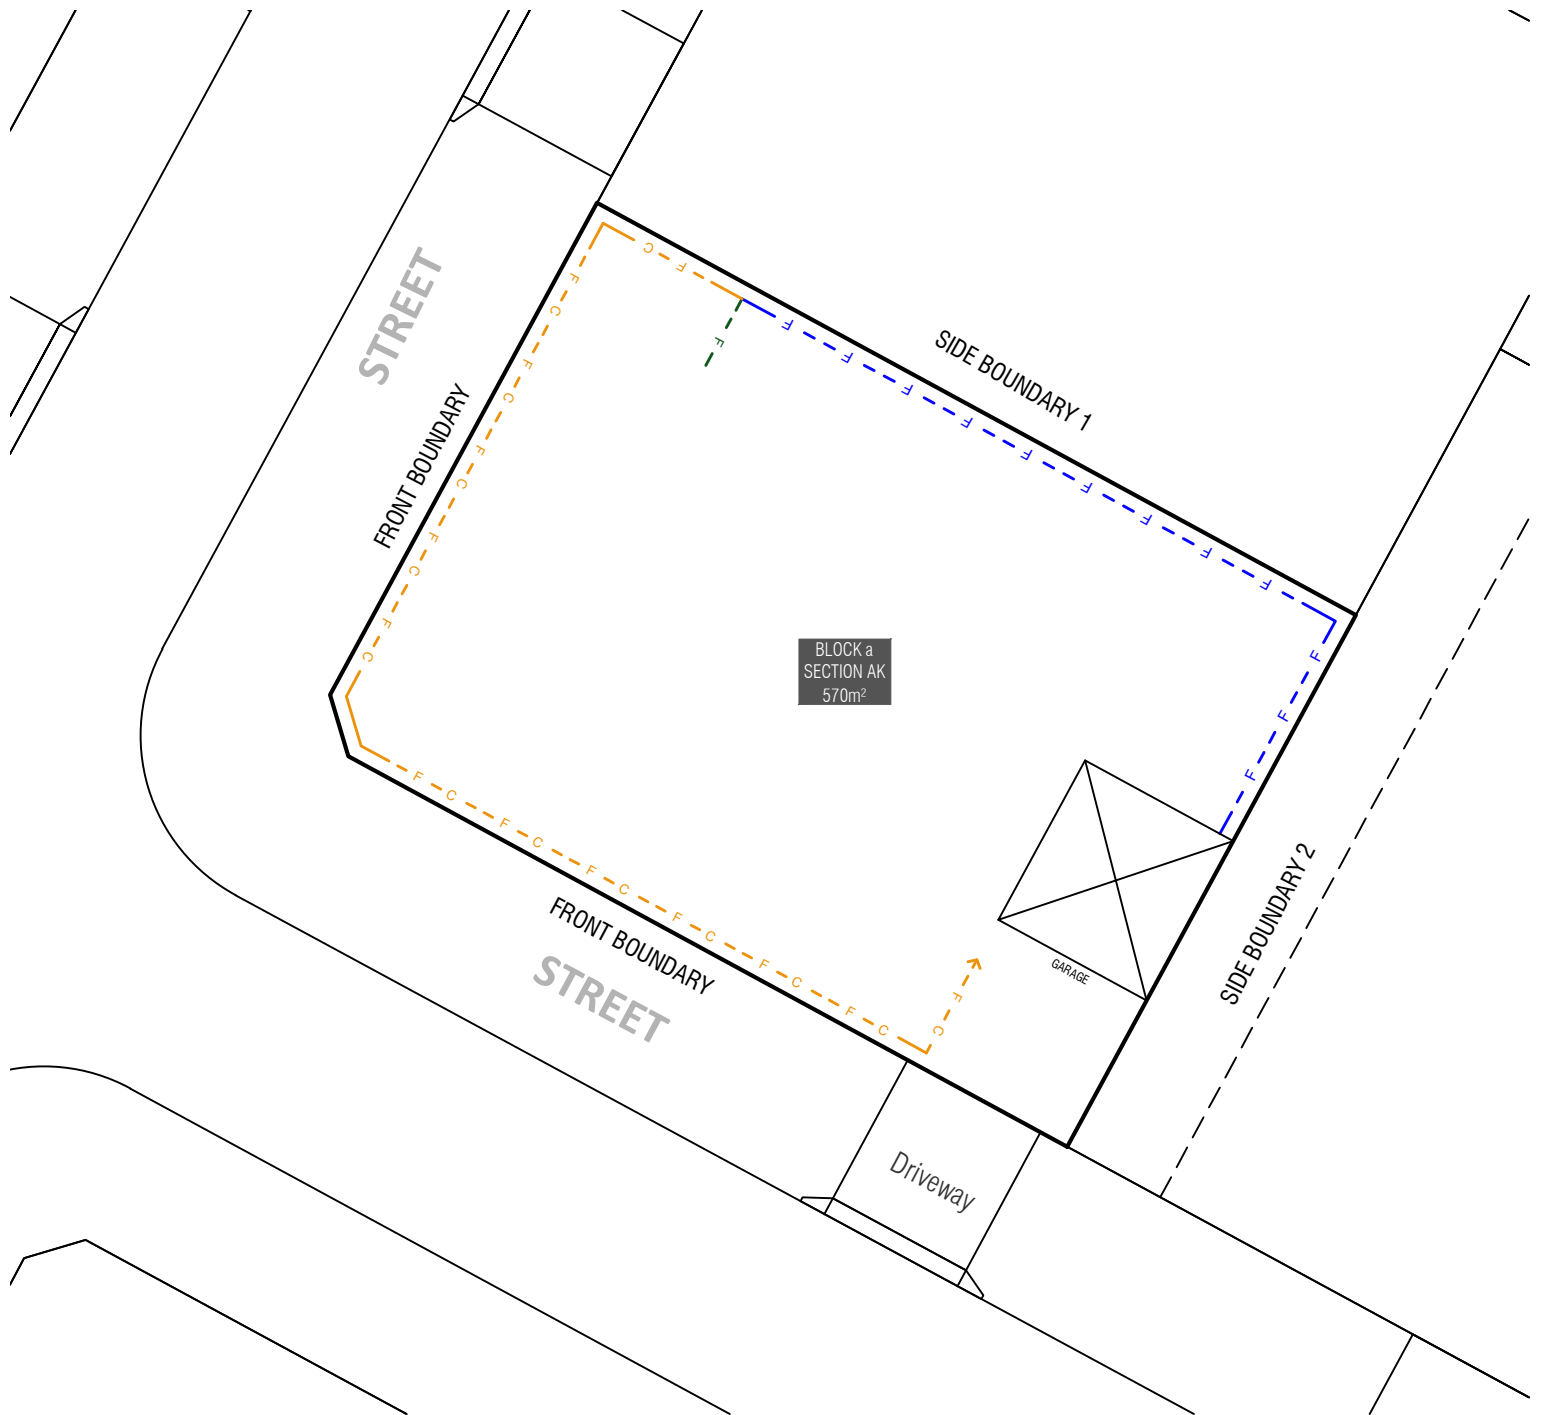 STREET
FRONT BOUNDARY
SIDE BOUNDARY 1
C F
F
F F F F F F F F F
F C F C F C F C F C
BLOCK a
SECTION AK
570m²
F F F
SIDE BOUNDARY 2
GARAGE
F C F C F C F C F C F C
F C
FRONT BOUNDARY
STREET
Driveway